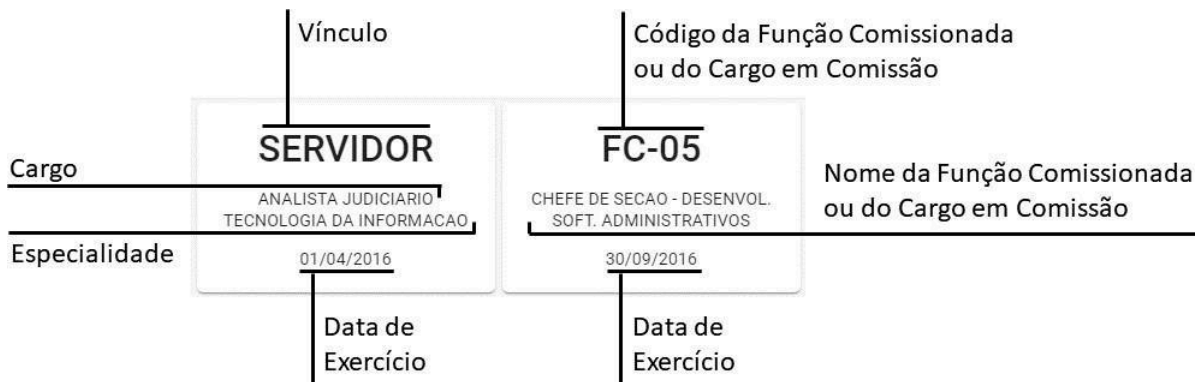 Vínculo
Código da Função Comissionada
ou do Cargo em Comissão
SERVIDOR
FC-05
Cargo
ANALISTA JUDICIARIO
TECNOLOGIA DA INFORMACAO
CHEFE DE SECAO - DESENVOL.
SOFT. ADMINISTRATIVOS
Nome da Função Comissionada
ou do Cargo em Comissão
Especialidade
01/04/2016
30/09/2016
Data de
Exercício
Data de
Exercício